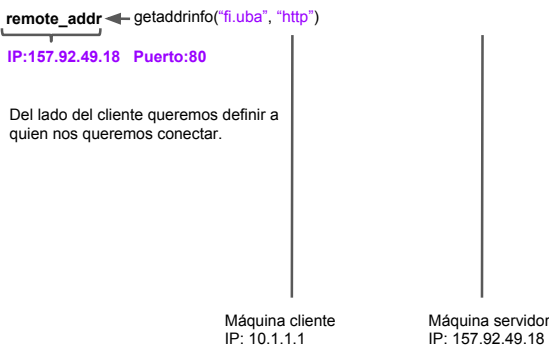 remote_addr getaddrinfo("fi.uba", "http")
IP:157.92.49.18 Puerto:80
Del lado del cliente queremos definir a
quien nos queremos conectar.
Máquina cliente
IP: 10.1.1.1
Máquina servidor
IP: 157.92.49.18